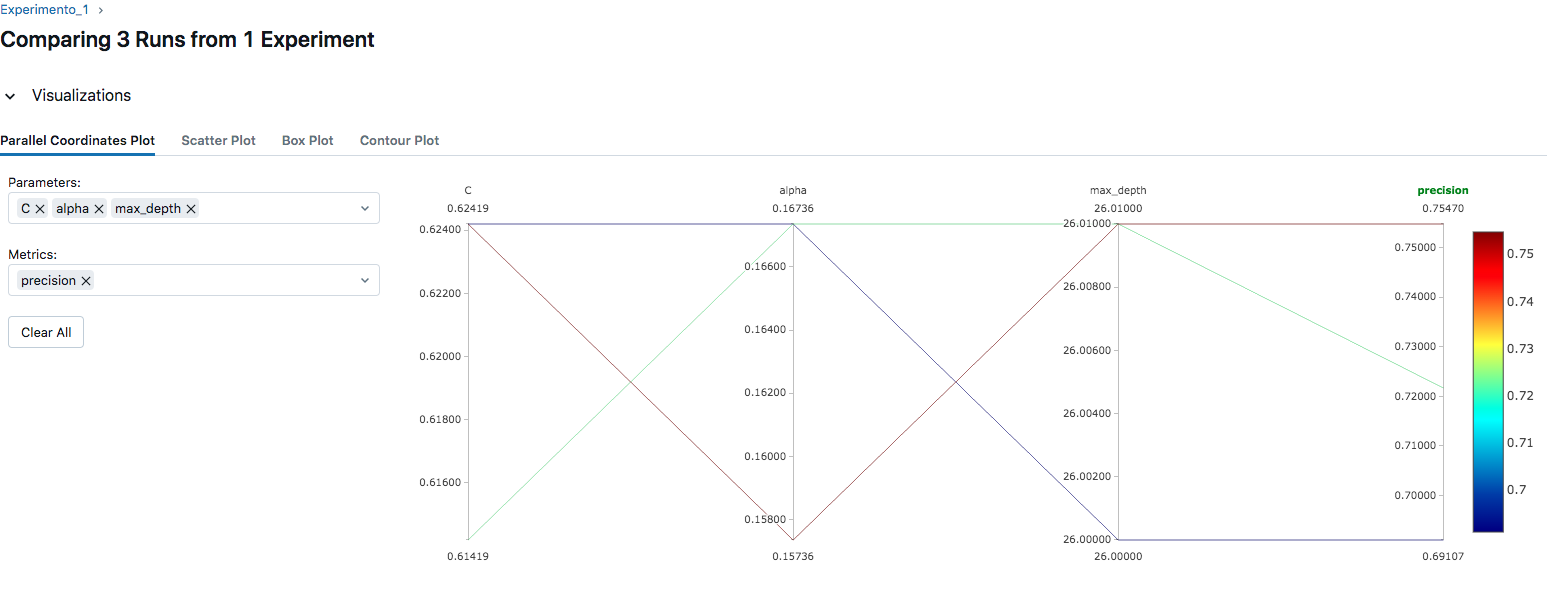 Experimento_1 >
Comparing 3 Runs from 1 Experiment
Visualizations
Parallel Coordinates Plot Scatter Plot Box Plot Contour Plot
Parameters:
C × alpha × max_depth ×
Metrics:
precision ×
Clear All
C alpha max_depth precision
0.62419 0.16736 26.01000 0.75470
0.62400
0.62200
0.62000
0.61800
0.61600
0.61419
0.16600
0.16400
0.16200
0.16000
0.15800
0.15736
26.01000
26.00800
26.00600
26.00400
26.00200
26.00000
26.00000
0.75000
0.74000
0.73000
0.72000
0.71000
0.70000
0.69107
0.75
0.74
0.73
0.72
0.71
0.7